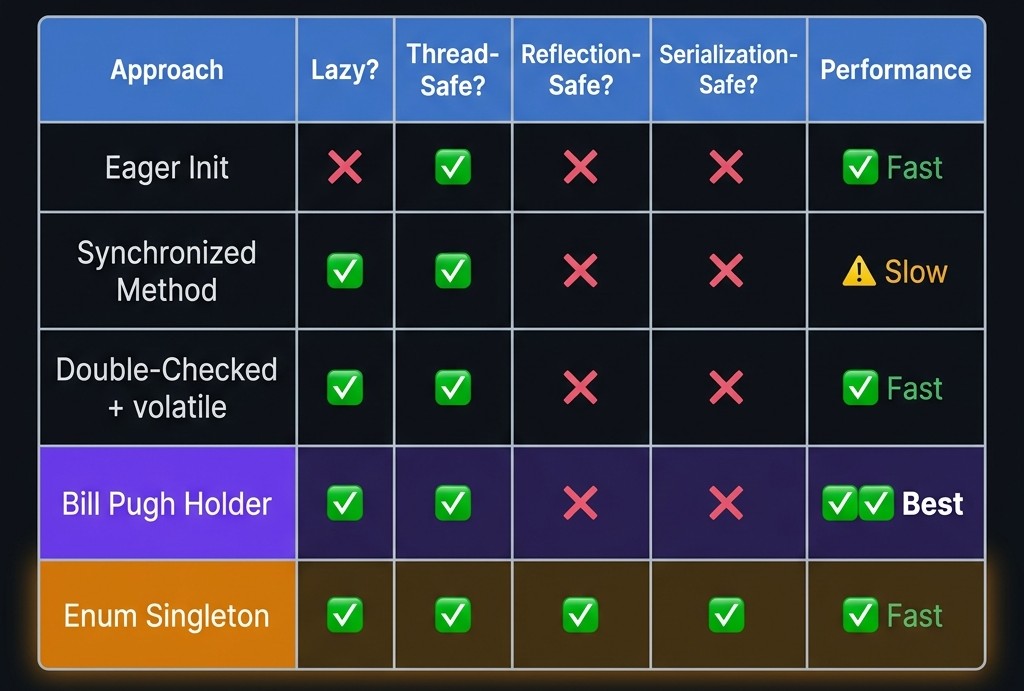 Approach
Lazy?
Thread-
Safe?
Reflection-
Safe?
Serialization-
Safe?
Performance
Eager Init
❌
✅
❌
❌
✅ Fast
Synchronized
Method
✅
✅
❌
❌
⚠️ Slow
Double-Checked
+ volatile
✅
✅
❌
❌
✅ Fast
Bill Pugh Holder
✅
✅
❌
❌
✅✅ Best
Enum Singleton
✅
✅
✅
✅
✅ Fast